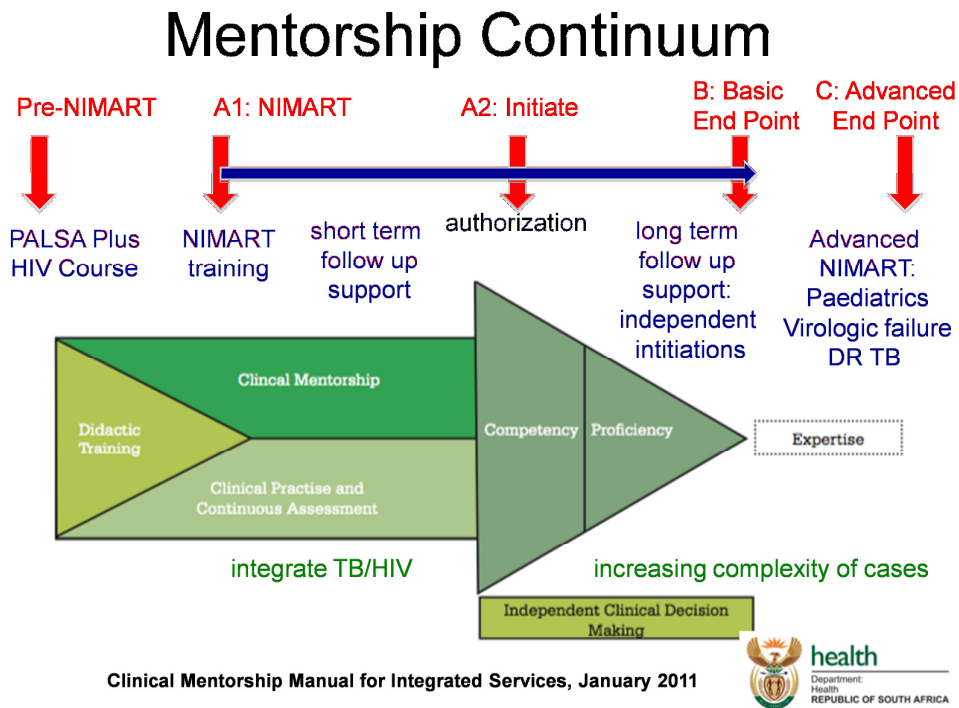 Mentorship Continuum
Pre-NIMART
A1: NIMART
A2: Initiate
B: Basic
End Point
C: Advanced
End Point
PALSA Plus
HIV Course
NIMART
training
short term
follow up
support
authorization
long term
follow up
support:
independent
intitiations
Advanced
NIMART:
Paediatrics
Virologic failure
DR TB
Clincal Mentorship
Didactic
Training
Clinical Practise and
Continuous Assessment
Competency
Proficiency
Expertise
integrate TB/HIV
increasing complexity of cases
Independent Clinical Decision
Making
Clinical Mentorship Manual for Integrated Services, January 2011
health
Department:
Health
REPUBLIC OF SOUTH AFRICA